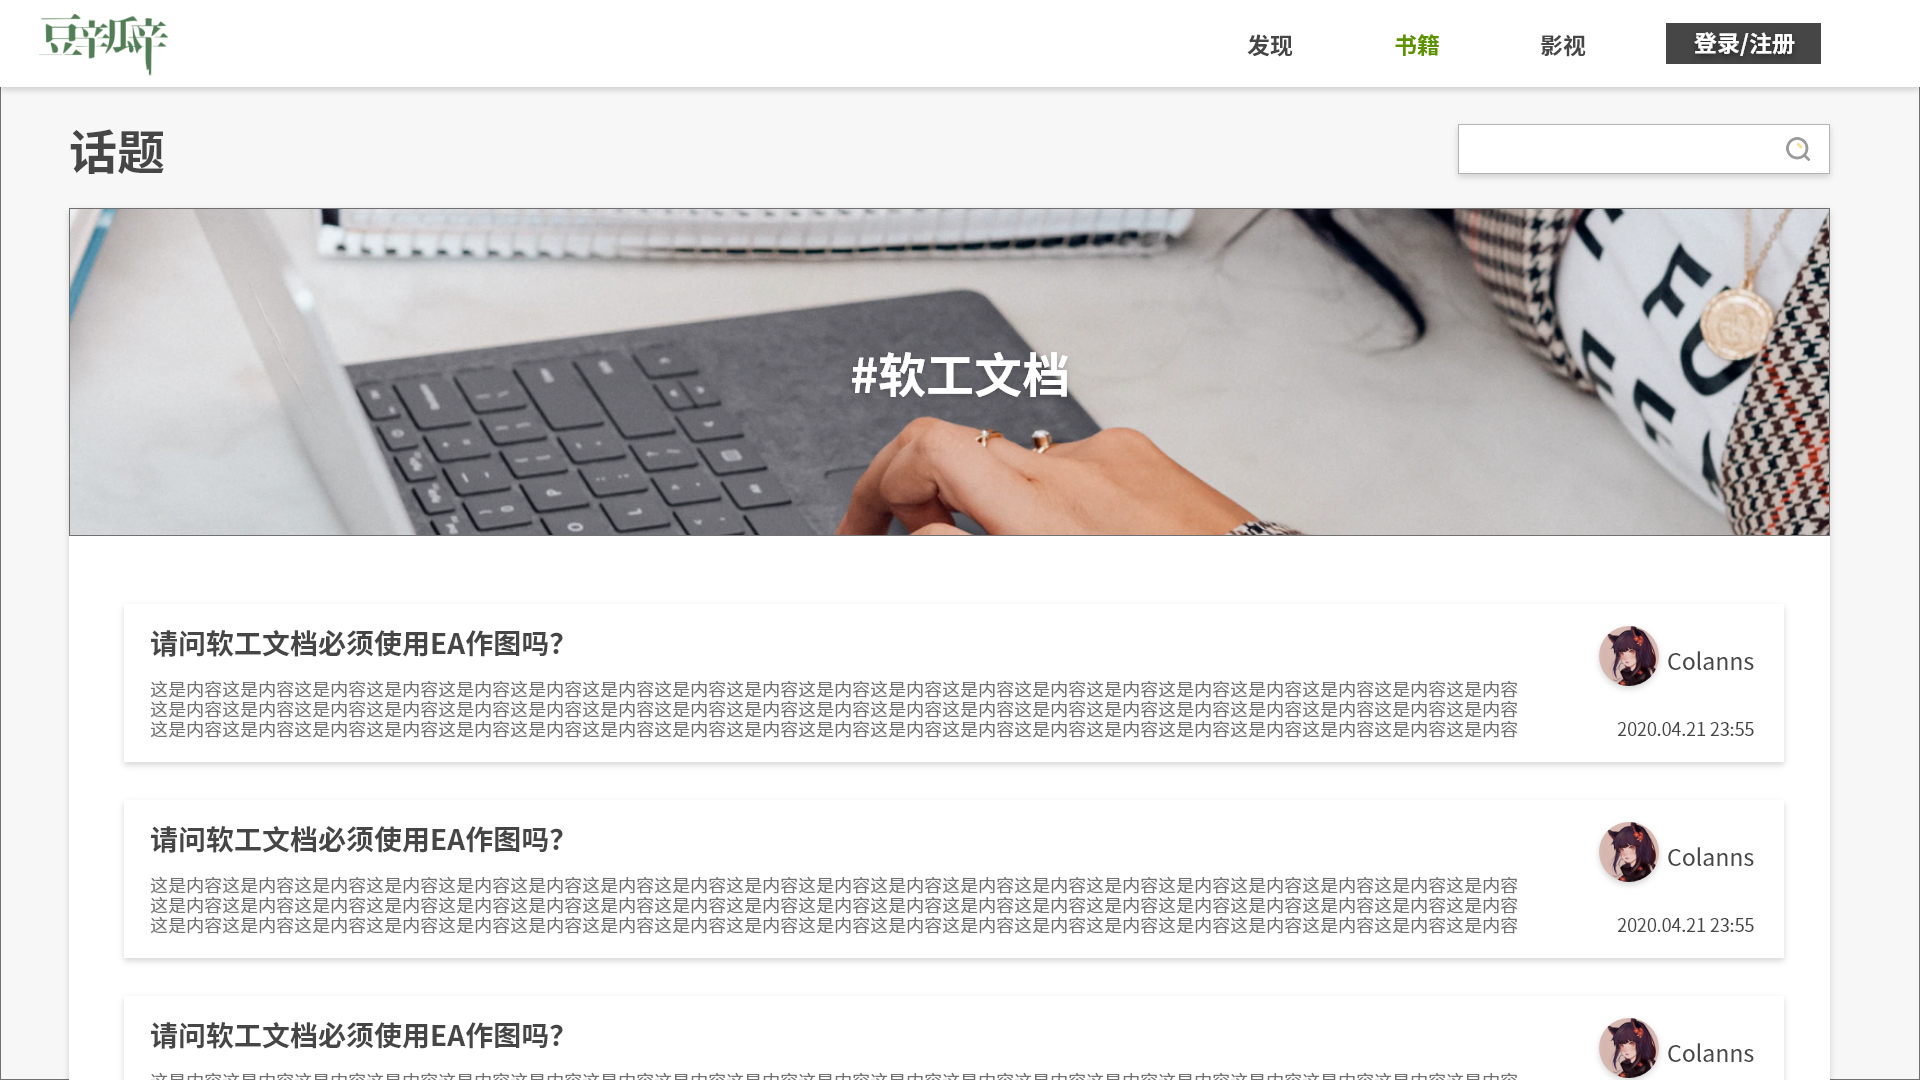 豆瓣
发现
书籍
影视
登录/注册
话题
#软工文档
请问软工文档必须使用EA作图吗?
Colanns
这是内容这是内容这是内容这是内容这是内容这是内容这是内容这是内容这是内容这是内容这是内容这是内容这是内容这是内容这是内容这是内容这是内容这是内容这是内容
这是内容这是内容这是内容这是内容这是内容这是内容这是内容这是内容这是内容这是内容这是内容这是内容这是内容这是内容这是内容这是内容这是内容这是内容这是内容
这是内容这是内容这是内容这是内容这是内容这是内容这是内容这是内容这是内容这是内容这是内容这是内容这是内容这是内容这是内容这是内容这是内容这是内容这是内容
2020.04.21 23:55
请问软工文档必须使用EA作图吗?
Colanns
这是内容这是内容这是内容这是内容这是内容这是内容这是内容这是内容这是内容这是内容这是内容这是内容这是内容这是内容这是内容这是内容这是内容这是内容这是内容
这是内容这是内容这是内容这是内容这是内容这是内容这是内容这是内容这是内容这是内容这是内容这是内容这是内容这是内容这是内容这是内容这是内容这是内容这是内容
这是内容这是内容这是内容这是内容这是内容这是内容这是内容这是内容这是内容这是内容这是内容这是内容这是内容这是内容这是内容这是内容这是内容这是内容这是内容
2020.04.21 23:55
请问软工文档必须使用EA作图吗?
Colanns